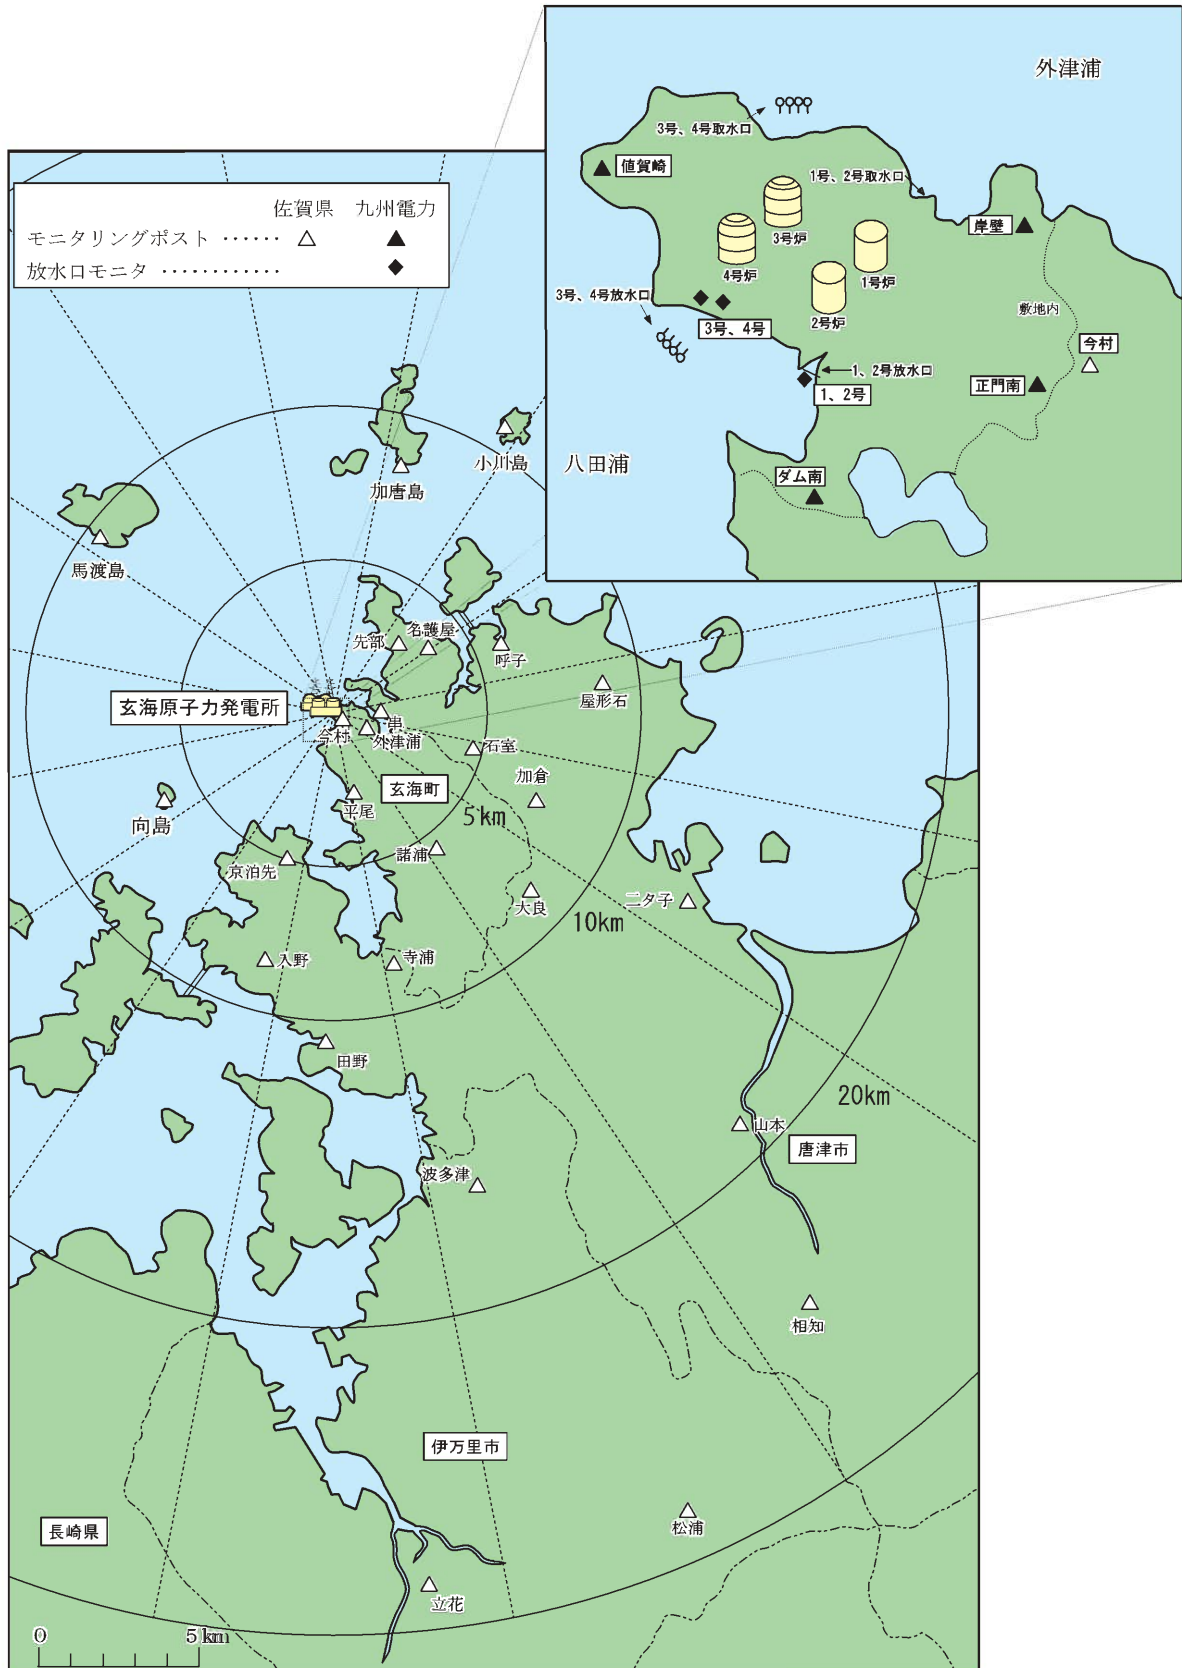 外津浦
3号、4号取水口
値賀崎
1号、2号取水口
岸壁
3号炉
4号炉
1号炉
2号炉
3号、4号放水口
3号、4号
敷地内
今村
1、2号放水口
正門南
1、2号
八田浦
ダム南
佐賀県 九州電力
モニタリングポスト ‥‥‥ △ ▲
放水口モニタ ‥‥‥‥‥‥ ◆
小川島
加唐島
馬渡島
先部
名護屋
呼子
屋形石
玄海原子力発電所
串
今村
外津浦
石室
加倉
玄海町
平尾
5km
向島
諸浦
京泊先
大良
二タ子
10km
入野
寺浦
田野
20km
山本
唐津市
波多津
相知
伊万里市
松浦
長崎県
立花
0 5km